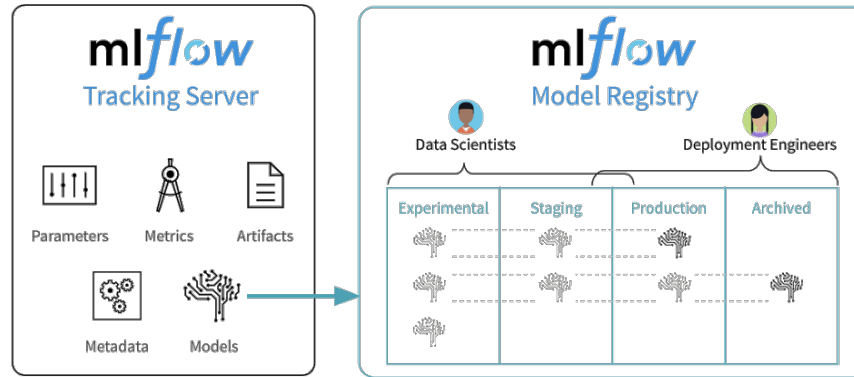 mlflow
Tracking Server
Parameters Metrics Artifacts
Metadata Models
mlflow
Model Registry
Data Scientists Deployment Engineers
Experimental Staging Production Archived